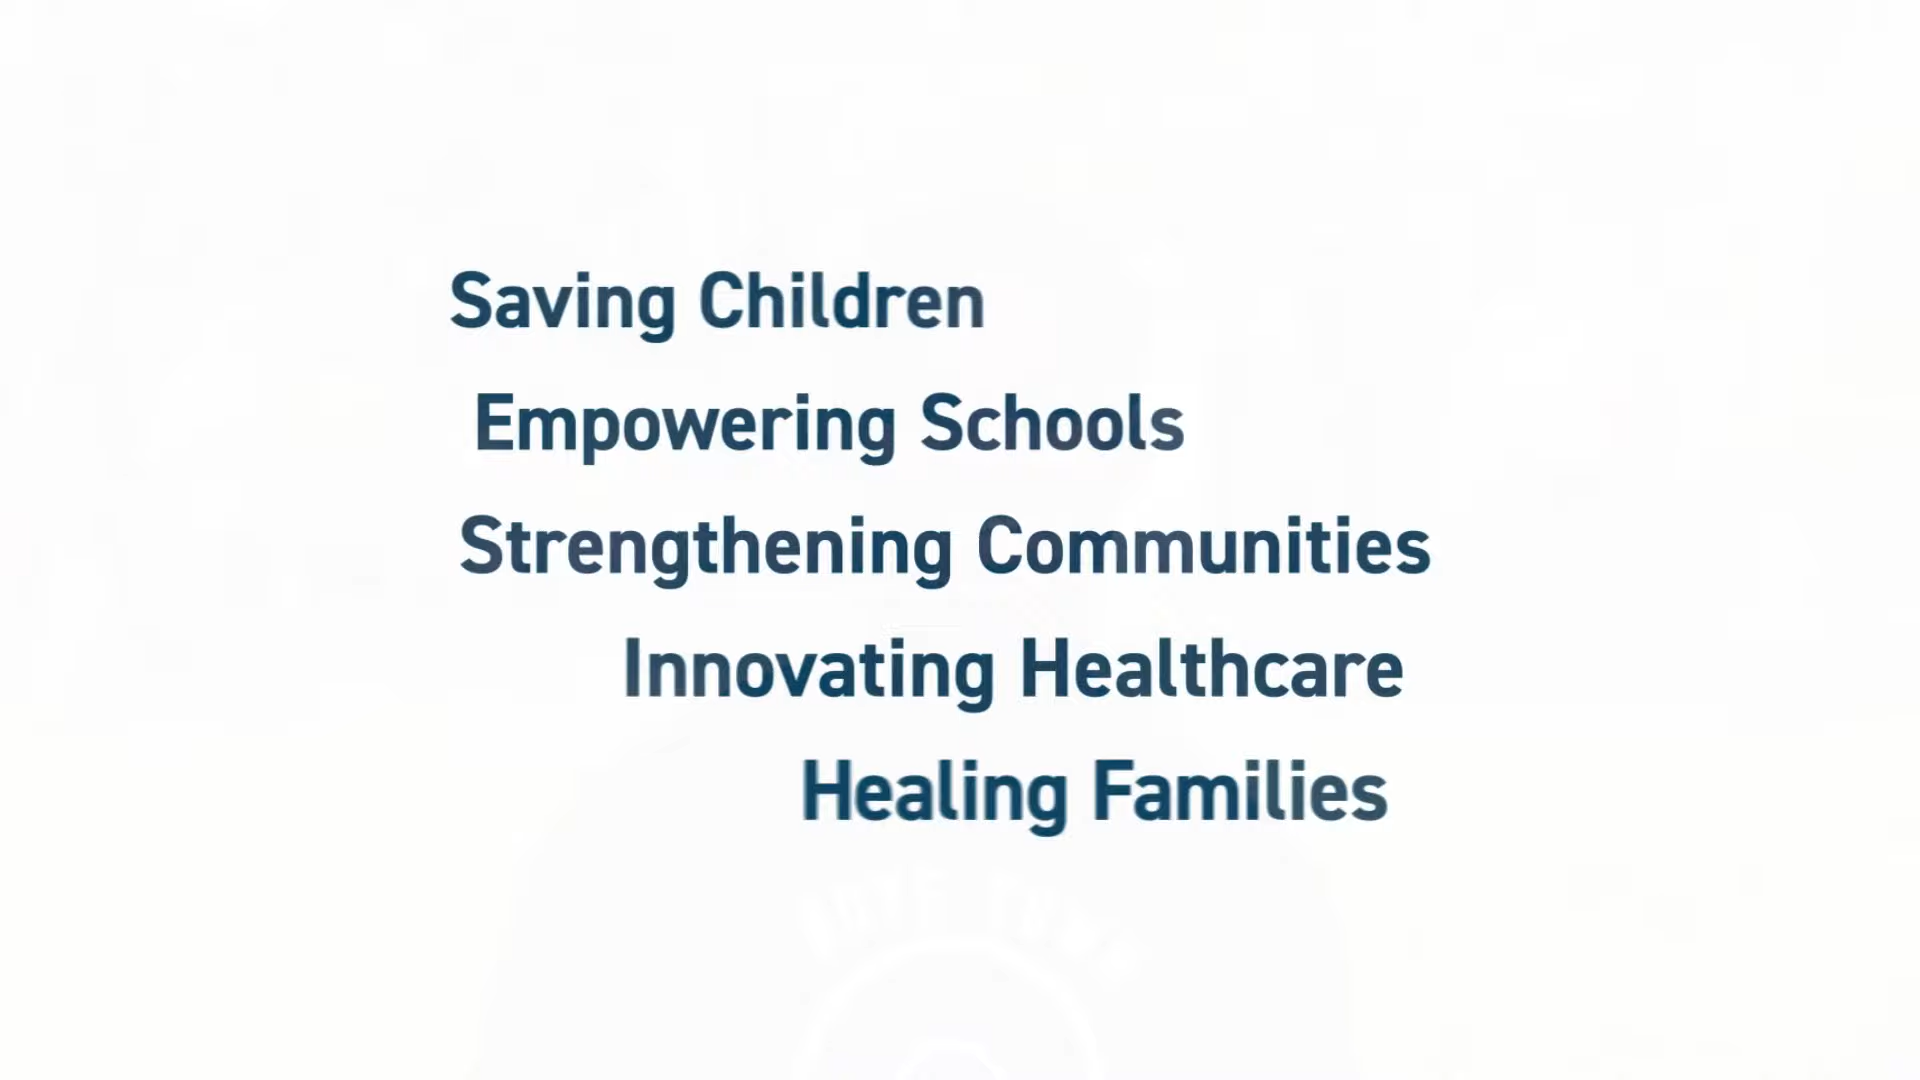 Saving Children
Empowering Schools
Strengthening Communities
Innovating Healthcare
Healing Families